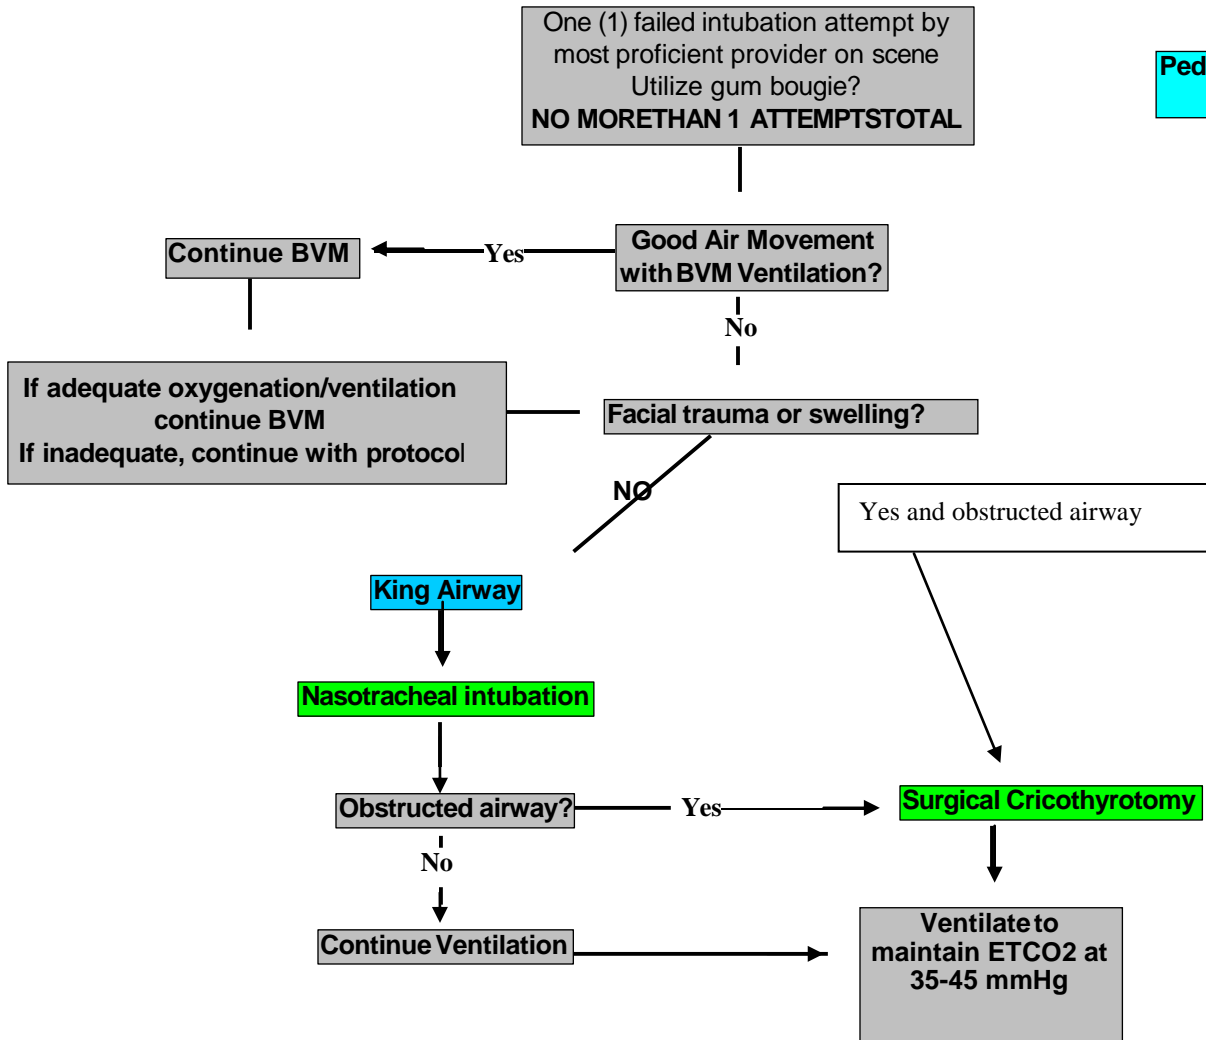 One (1) failed intubation attempt by
most proficient provider on scene
Utilize gum bougie?
NO MORETHAN 1 ATTEMPTSTOTAL
Ped
Continue BVM
Yes
Good Air Movement
with BVM Ventilation?
No
If adequate oxygenation/ventilation
continue BVM
If inadequate, continue with protocol
Facial trauma or swelling?
NO
Yes and obstructed airway
King Airway
Nasotracheal intubation
Obstructed airway?
Yes
Surgical Cricothyrotomy
No
Continue Ventilation
Ventilate to
maintain ETCO2 at
35-45 mmHg